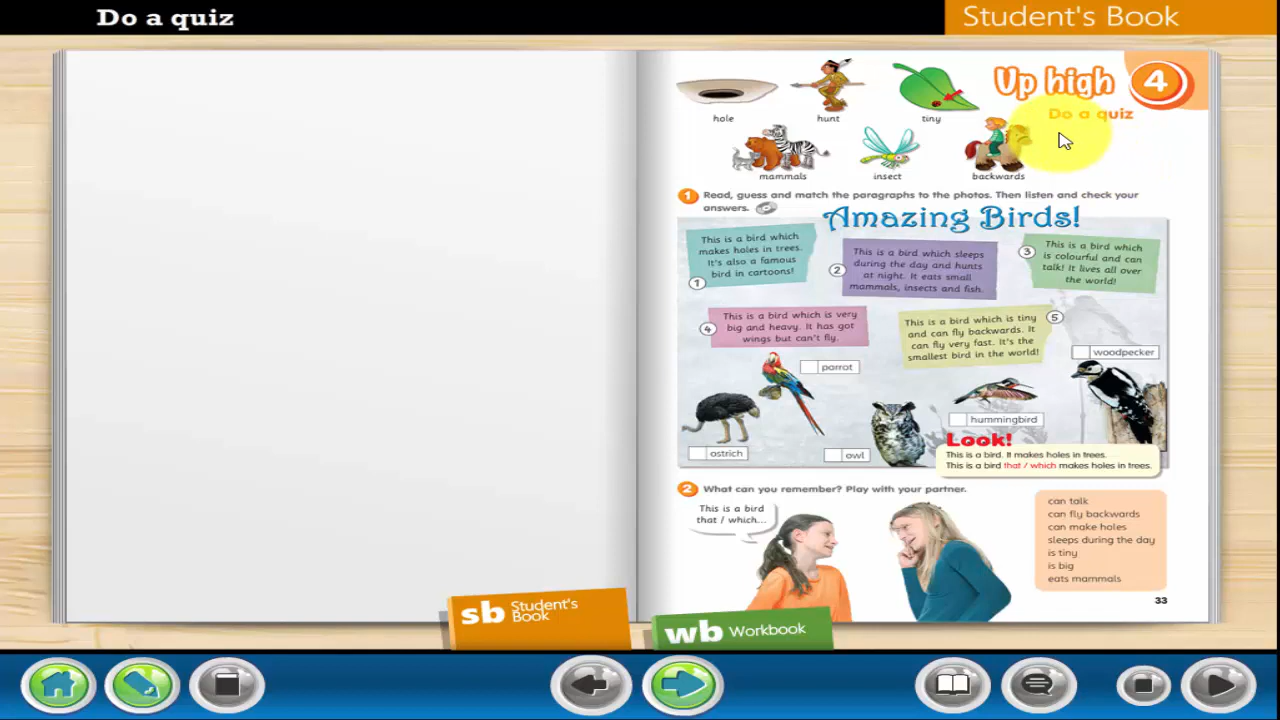 Do a quiz
Student's Book
Up high 4
Do a quiz
hole
hunt
tiny
mammals
insect
backwards
1 Read, guess and match the paragraphs to the photos. Then listen and check your
answers.
Amazing Birds!
This is a bird which
makes holes in trees.
It's also a famous
bird in cartoons!
1
2
This is a bird which sleeps
during the day and hunts
at night. It eats small
mammals, insects and fish.
3
This is a bird which
is colourful and can
talk! It lives all over
the world!
4
This is a bird which is very
big and heavy. It has got
wings but can't fly.
This is a bird which is tiny
and can fly backwards. It
can fly very fast. It's the
smallest bird in the world!
5
woodpecker
parrot
hummingbird
ostrich
owl
Look!
This is a bird. It makes holes in trees.
This is a bird that / which makes holes in trees.
2 What can you remember? Play with your partner.
This is a bird
that / which...
can talk
can fly backwards
can make holes
sleeps during the day
is tiny
is big
eats mammals
33
sb Student's
Book
wb Workbook